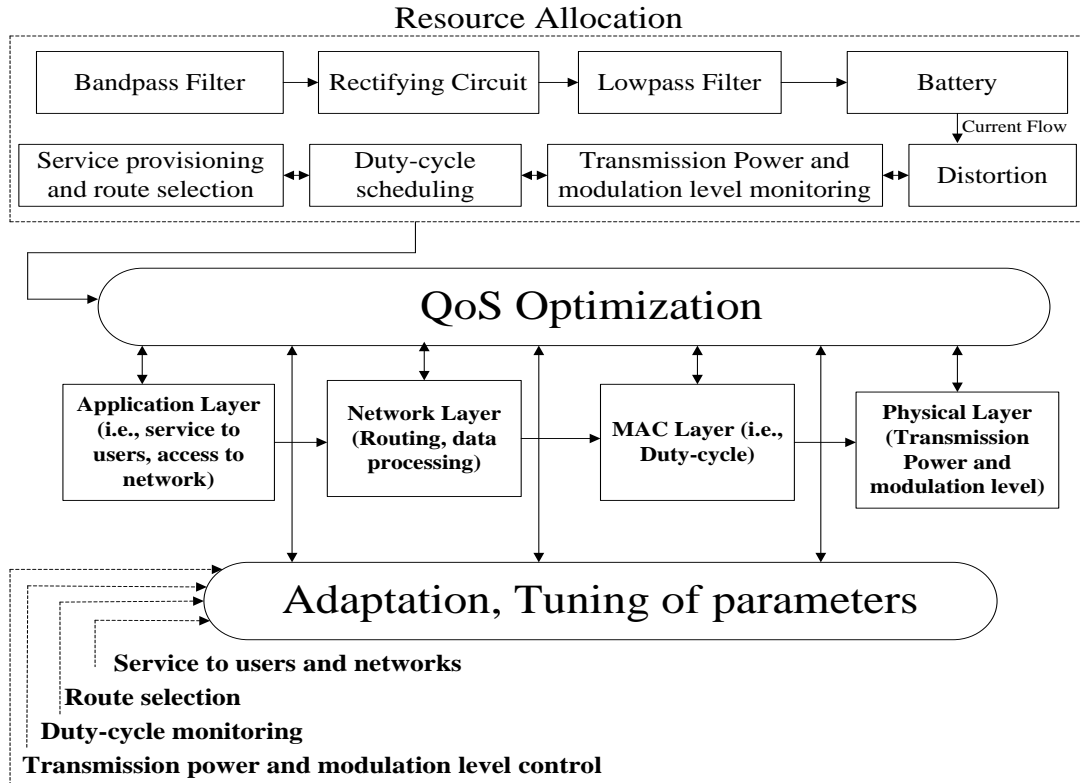 Resource Allocation
Bandpass Filter
Rectifying Circuit
Lowpass Filter
Battery
Current Flow
Service provisioning
and route selection
Duty-cycle
scheduling
Transmission Power and
modulation level monitoring
Distortion
QoS Optimization
Application Layer
(i.e., service to
users, access to
network)
Network Layer
(Routing, data
processing)
MAC Layer (i.e.,
Duty-cycle)
Physical Layer
(Transmission
Power and
modulation level)
Adaptation, Tuning of parameters
Service to users and networks
Route selection
Duty-cycle monitoring
Transmission power and modulation level control